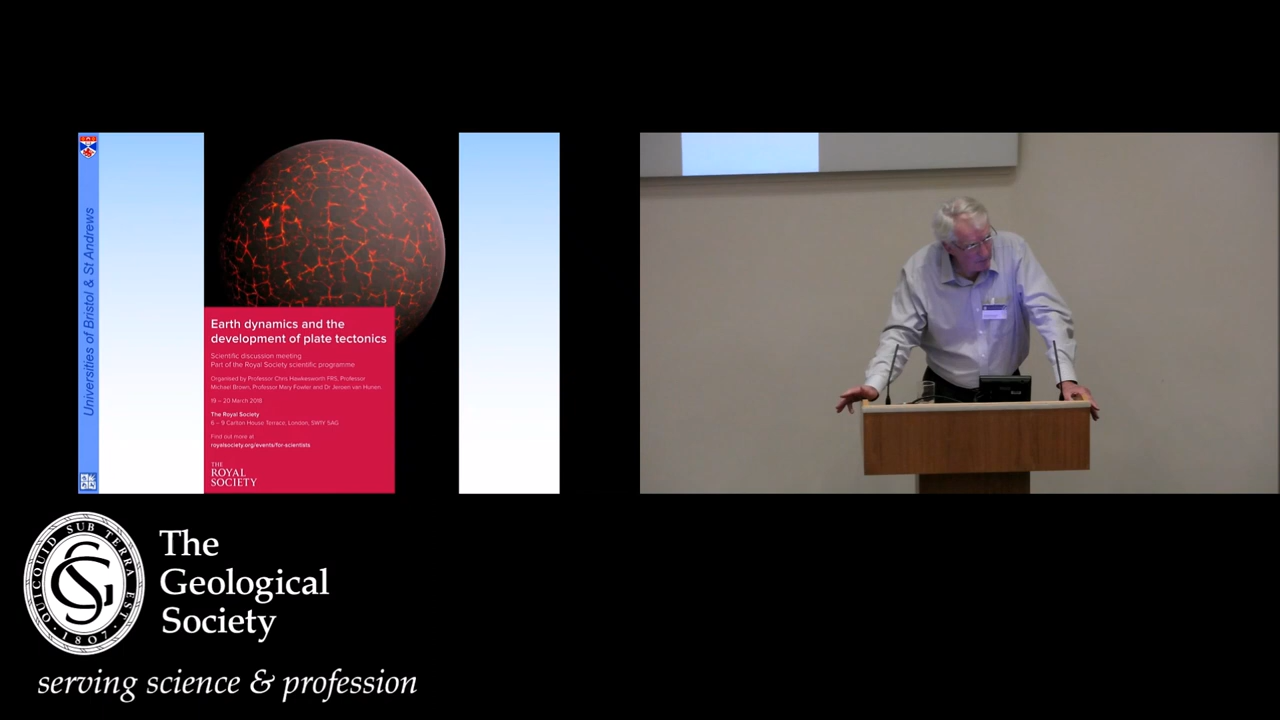 Universities of Bristol & St Andrews
Earth dynamics and the
development of plate tectonics
Scientific discussion meeting
Part of the Royal Society scientific programme
Organised by Professor Chris Hawkesworth FRS, Professor
Michael Brown, Professor Mary Fowler and Dr Jeroen van Hunen.
19 – 20 March 2018
The Royal Society
6 – 9 Carlton House Terrace, London, SW1Y 5AG
Find out more at
royalsociety.org/events/for-scientists
THE
ROYAL
SOCIETY
QUICQUID SUB TERRA EST
1807
The
Geological
Society
serving science & profession